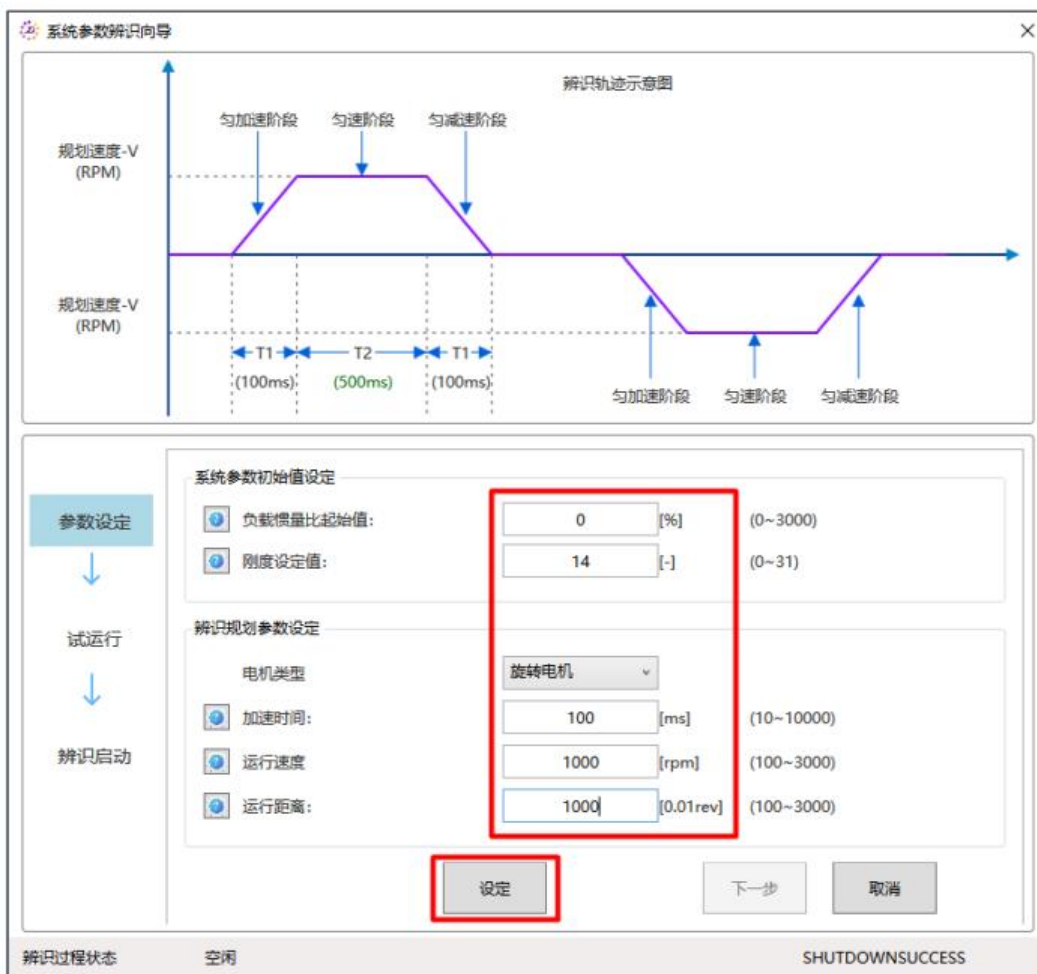 系统参数辨识向导
辨识轨迹示意图
匀加速阶段 匀速阶段 匀减速阶段
规划速度-V
(RPM)
规划速度-V
(RPM)
T1 T2 T1
(100ms) (500ms) (100ms)
匀加速阶段 匀速阶段 匀减速阶段
参数设定
试运行
辨识启动
系统参数初始值设定
负载惯量比起始值: 0 [%] (0~3000)
刚度设定值: 14 [-] (0~31)
辨识规划参数设定
电机类型 旋转电机
加速时间: 100 [ms] (10~10000)
运行速度 1000 [rpm] (100~3000)
运行距离: 1000 [0.01rev] (100~3000)
设定 下一步 取消
辨识过程状态 空闲 SHUTDOWNSUCCESS